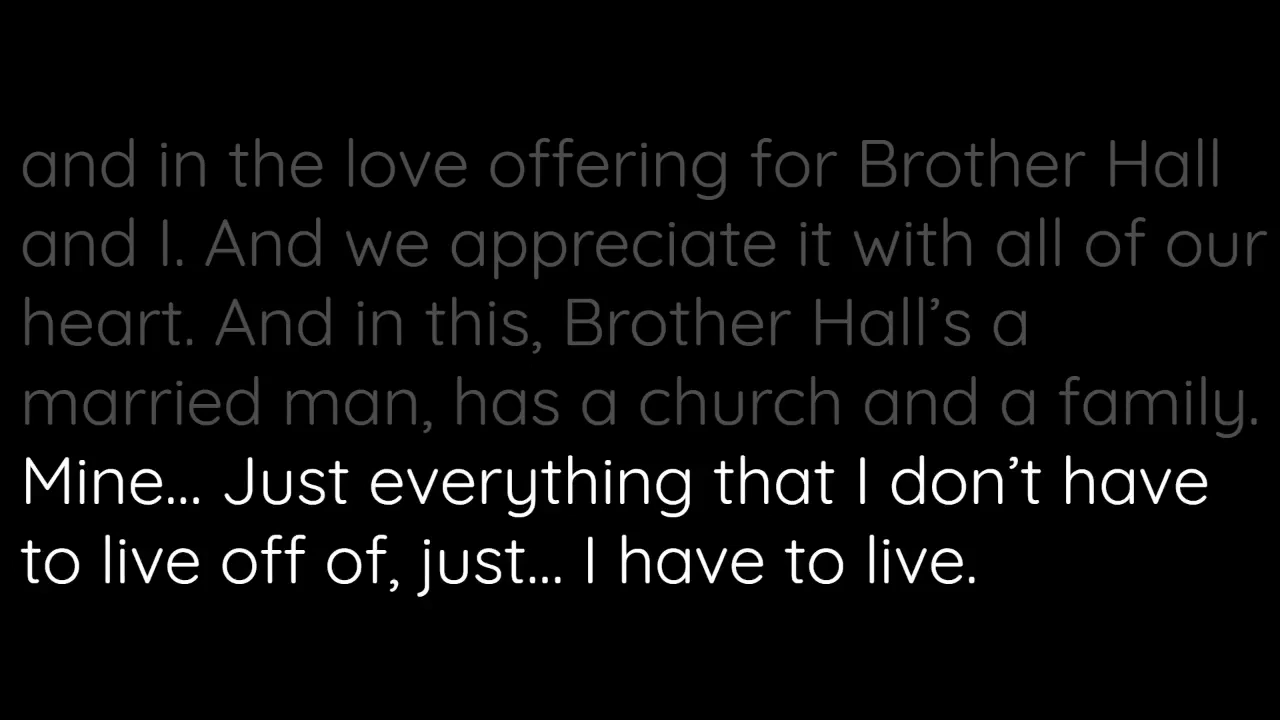 and in the love offering for Brother Hall
and I. And we appreciate it with all of our
heart. And in this, Brother Hall’s a
married man, has a church and a family.
Mine... Just everything that I don’t have
to live off of, just... I have to live.